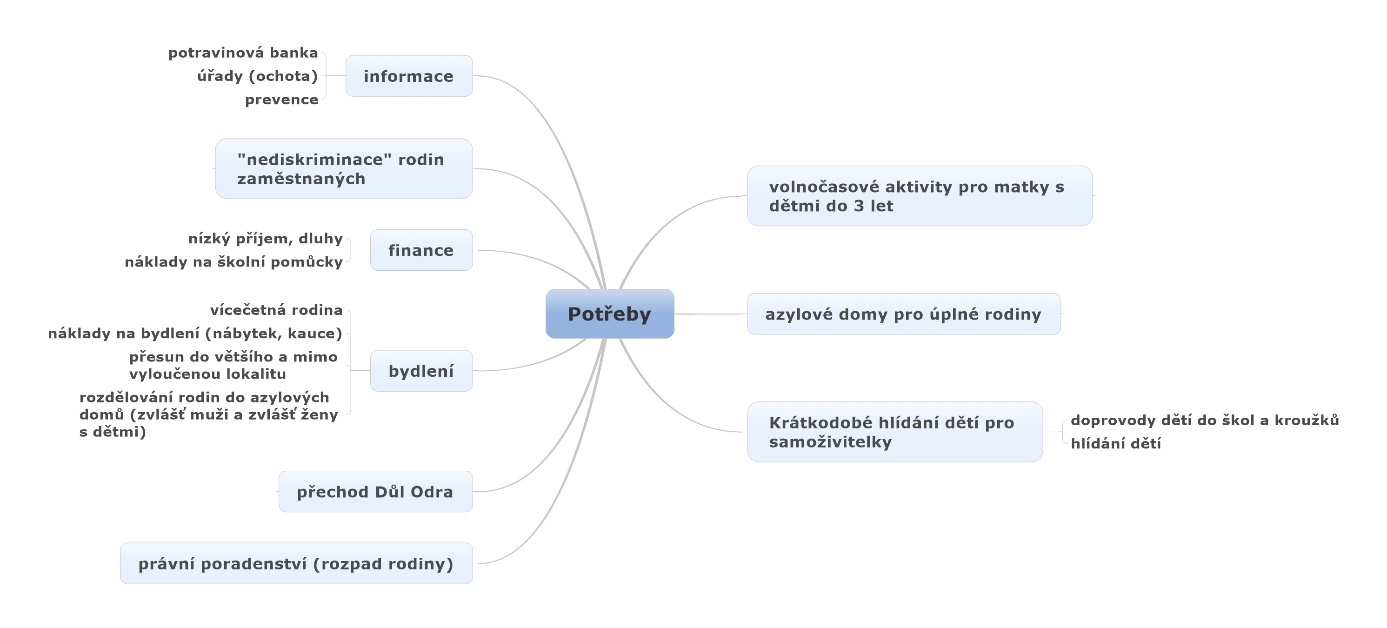 potravinová banka
úřady (ochota)
prevence
informace
"nediskriminace" rodin
zaměstnaných
nízký příjem, dluhy
náklady na školní pomůcky
finance
vícečetná rodina
náklady na bydlení (nábytek, kauce)
přesun do většího a mimo
vyloučenou lokalitu
rozdělování rodin do azylových
domů (zvlášť muži a zvlášť ženy
s dětmi)
bydlení
přechod Důl Odra
právní poradenství (rozpad rodiny)
Potřeby
volnočasové aktivity pro matky s
dětmi do 3 let
azylové domy pro úplné rodiny
Krátkodobé hlídání dětí pro
samoživitelky
doprovody dětí do škol a kroužků
hlídání dětí